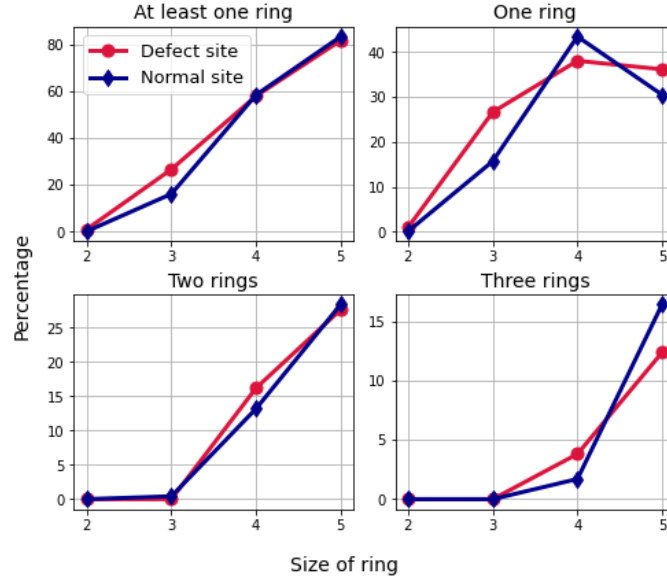 At least one ring
One ring
Defect site
Normal site
80
60
40
20
0
2 3 4 5
40
30
20
10
0
2 3 4 5
Percentage
Two rings
Three rings
25
20
15
10
5
0
2 3 4 5
15
10
5
0
2 3 4 5
Size of ring